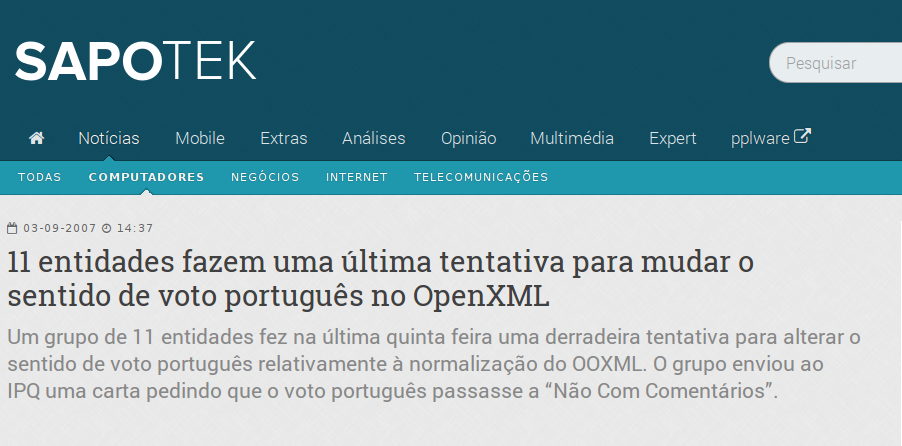 SAPOTEK
Pesquisar
Notícias Mobile Extras Análises Opinião Multimédia Expert pplware
TODAS COMPUTADORES NEGÓCIOS INTERNET TELECOMUNICAÇÕES
03-09-2007 14:37
11 entidades fazem uma última tentativa para mudar o
sentido de voto português no OpenXML
Um grupo de 11 entidades fez na última quinta feira uma derradeira tentativa para alterar o
sentido de voto português relativamente à normalização do OOXML. O grupo enviou ao
IPQ uma carta pedindo que o voto português passasse a “Não Com Comentários”.